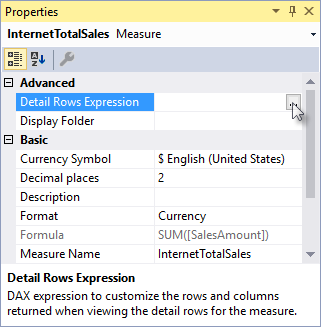 Properties
InternetTotalSales Measure
Advanced
Detail Rows Expression
Display Folder
Basic
Currency Symbol $ English (United States)
Decimal places 2
Description
Format Currency
Formula SUM([SalesAmount])
Measure Name InternetTotalSales
Detail Rows Expression
DAX expression to customize the rows and columns
returned when viewing the detail rows for the measure.